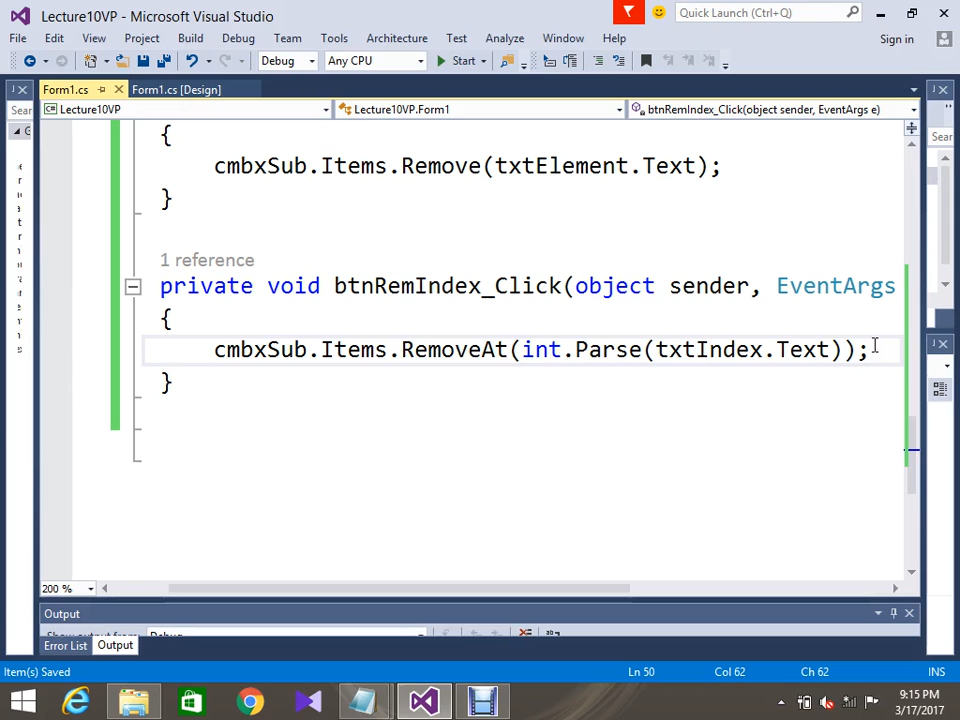 Lecture10VP - Microsoft Visual Studio
Quick Launch (Ctrl+Q)
File Edit View Project Build Debug Team Tools Architecture Test Analyze Window Help Sign in
Debug Any CPU Start
Form1.cs Form1.cs [Design]
Lecture10VP Lecture10VP.Form1 btnRemIndex_Click(object sender, EventArgs e)
Sear
Sear
{
cmbxSub.Items.Remove(txtElement.Text);
}
1 reference
private void btnRemIndex_Click(object sender, EventArgs
{
cmbxSub.Items.RemoveAt(int.Parse(txtIndex.Text));
}
200 %
Output
Error List Output
Item(s) Saved Ln 50 Col 62 Ch 62 INS
9:15 PM
3/17/2017